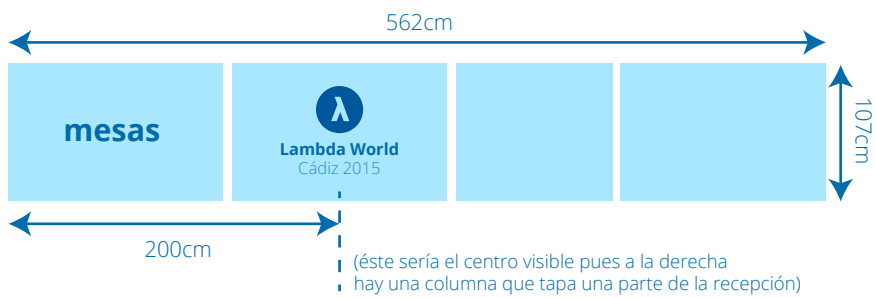 562cm
mesas
λ
Lambda World
Cádiz 2015
107cm
200cm
(éste sería el centro visible pues a la derecha
hay una columna que tapa una parte de la recepción)